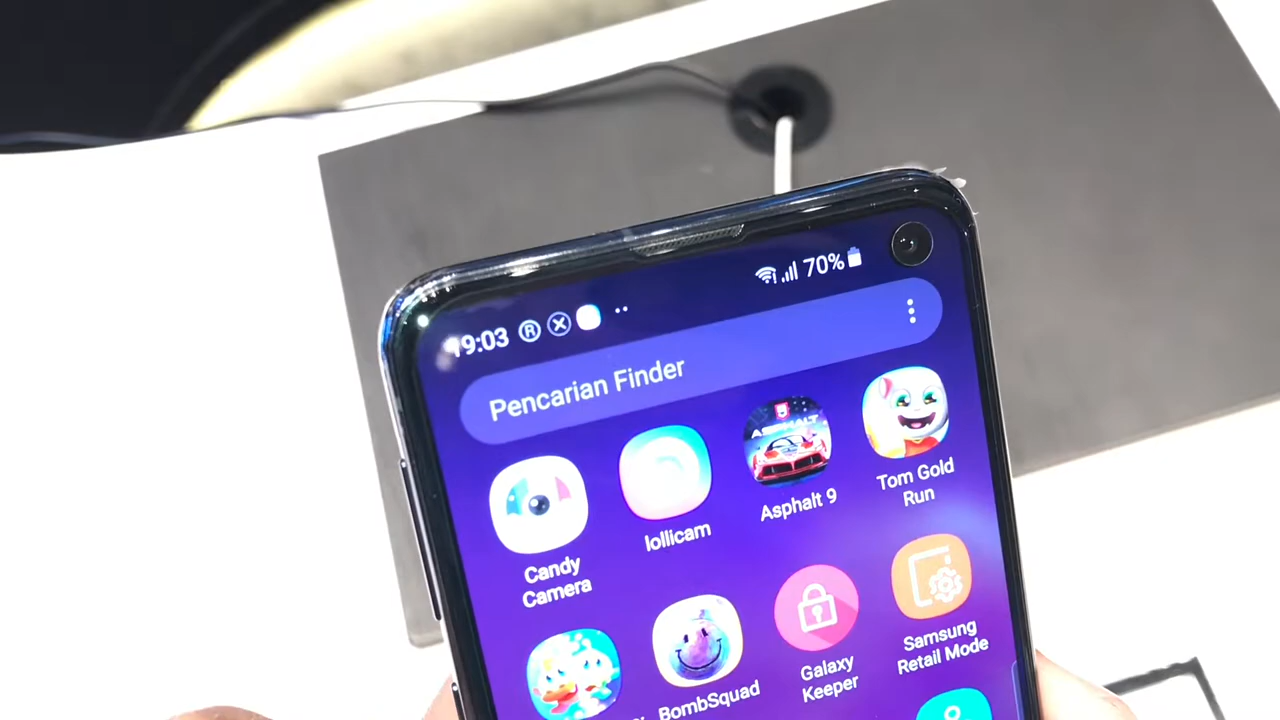 19:03 R X 70%
Pencarian Finder
ASPHALT
Candy
Camera
lollicam
Asphalt 9
Tom Gold
Run
BombSquad
Galaxy
Keeper
Samsung
Retail Mode